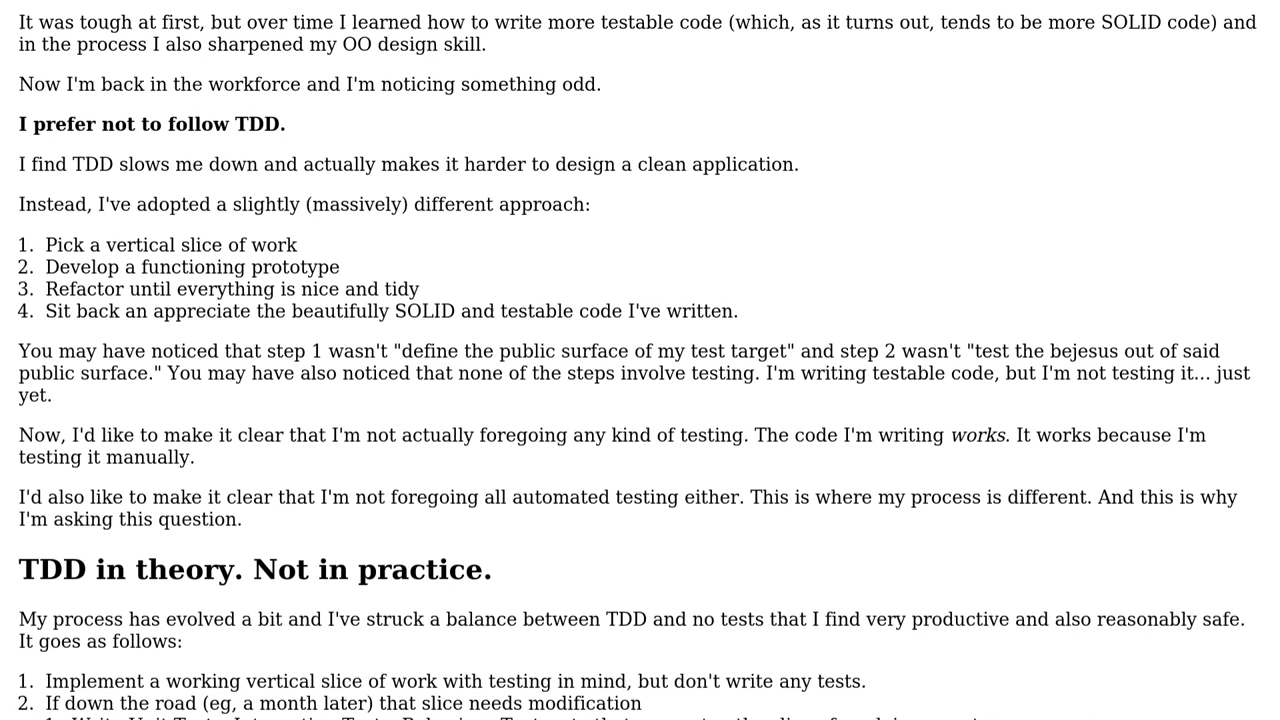 It was tough at first, but over time I learned how to write more testable code (which, as it turns out, tends to be more SOLID code) and
in the process I also sharpened my OO design skill.
Now I'm back in the workforce and I'm noticing something odd.
I prefer not to follow TDD.
I find TDD slows me down and actually makes it harder to design a clean application.
Instead, I've adopted a slightly (massively) different approach:
1. Pick a vertical slice of work
2. Develop a functioning prototype
3. Refactor until everything is nice and tidy
4. Sit back an appreciate the beautifully SOLID and testable code I've written.
You may have noticed that step 1 wasn't "define the public surface of my test target" and step 2 wasn't "test the bejesus out of said
public surface." You may have also noticed that none of the steps involve testing. I'm writing testable code, but I'm not testing it... just
yet.
Now, I'd like to make it clear that I'm not actually foregoing any kind of testing. The code I'm writing works. It works because I'm
testing it manually.
I'd also like to make it clear that I'm not foregoing all automated testing either. This is where my process is different. And this is why
I'm asking this question.
TDD in theory. Not in practice.
My process has evolved a bit and I've struck a balance between TDD and no tests that I find very productive and also reasonably safe.
It goes as follows:
1. Implement a working vertical slice of work with testing in mind, but don't write any tests.
2. If down the road (eg, a month later) that slice needs modification